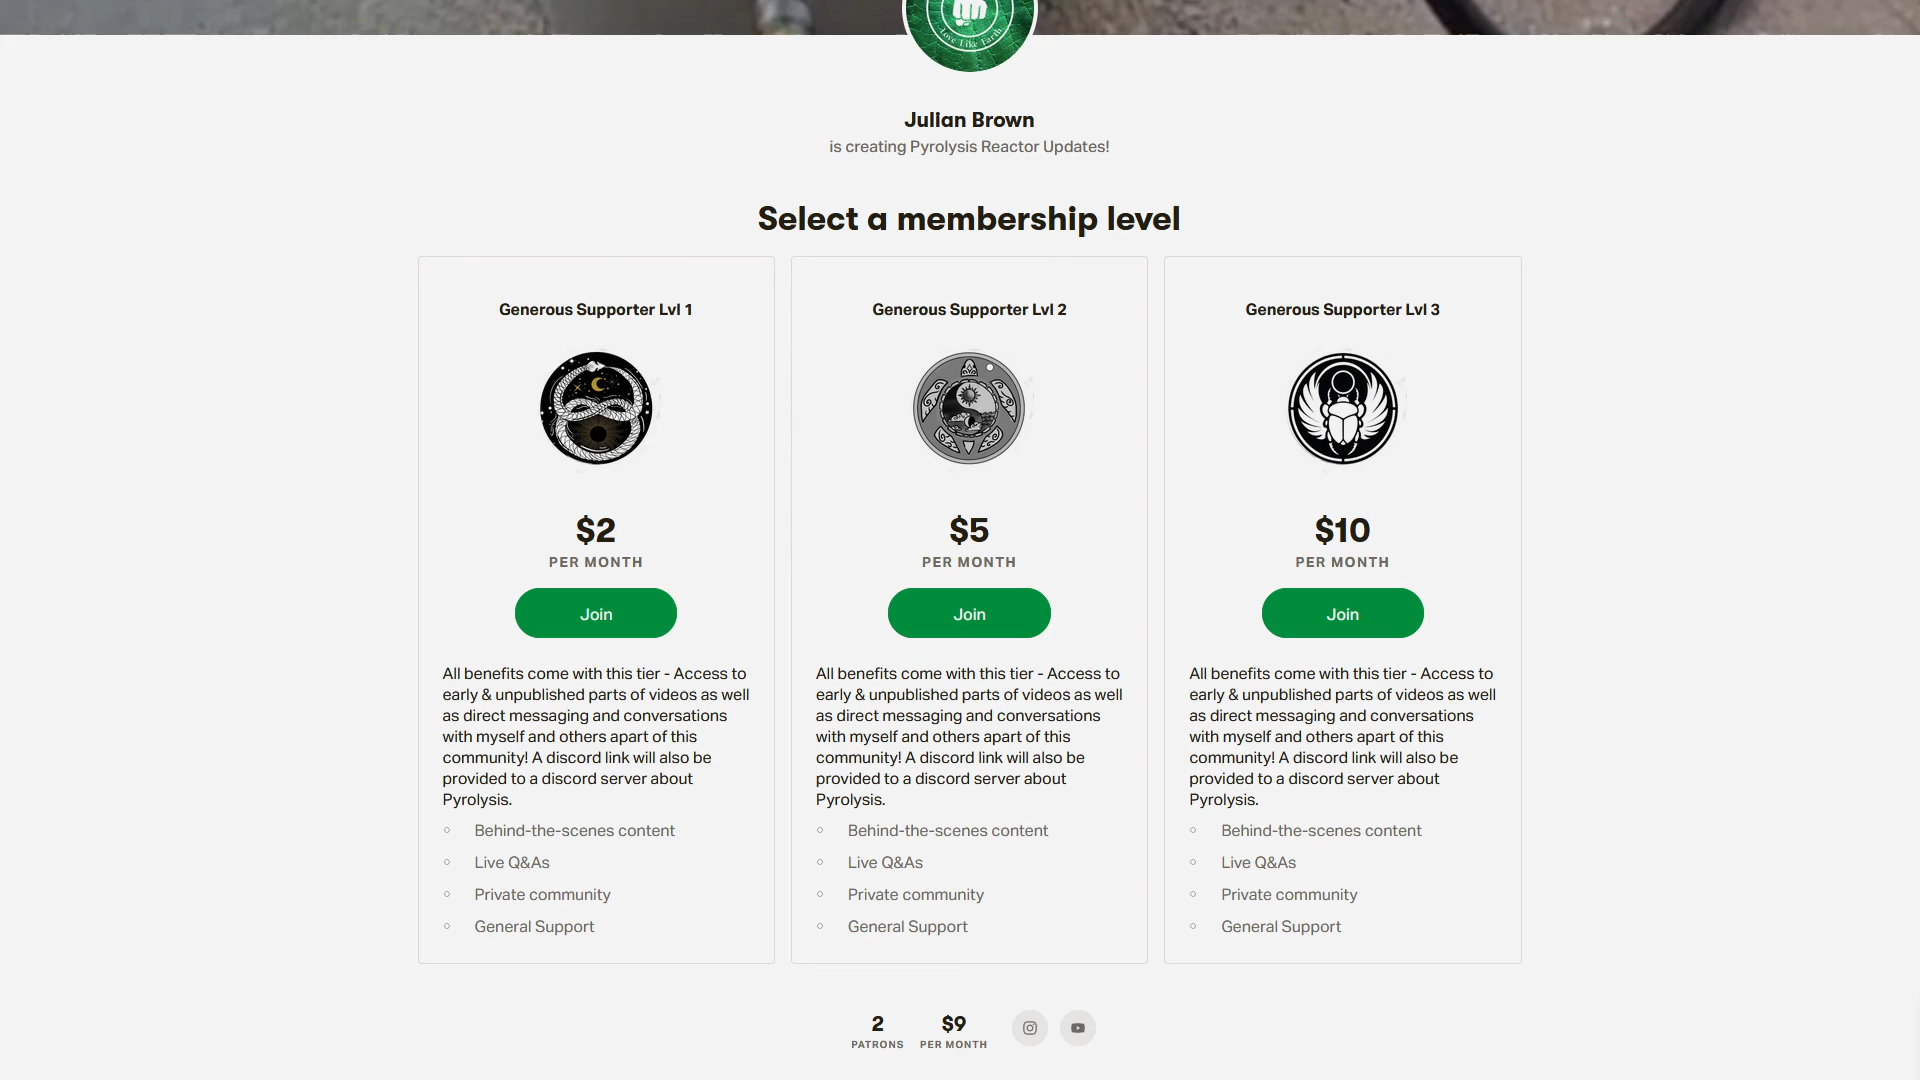 Love Like Earth
Julian Brown
is creating Pyrolysis Reactor Updates!
Select a membership level
Generous Supporter Lvl 1
$2
PER MONTH
Join
All benefits come with this tier - Access to
early & unpublished parts of videos as well
as direct messaging and conversations
with myself and others apart of this
community! A discord link will also be
provided to a discord server about
Pyrolysis.
Behind-the-scenes content
Live Q&As
Private community
General Support
Generous Supporter Lvl 2
$5
PER MONTH
Join
All benefits come with this tier - Access to
early & unpublished parts of videos as well
as direct messaging and conversations
with myself and others apart of this
community! A discord link will also be
provided to a discord server about
Pyrolysis.
Behind-the-scenes content
Live Q&As
Private community
General Support
Generous Supporter Lvl 3
$10
PER MONTH
Join
All benefits come with this tier - Access to
early & unpublished parts of videos as well
as direct messaging and conversations
with myself and others apart of this
community! A discord link will also be
provided to a discord server about
Pyrolysis.
Behind-the-scenes content
Live Q&As
Private community
General Support
2
PATRONS
$9
PER MONTH